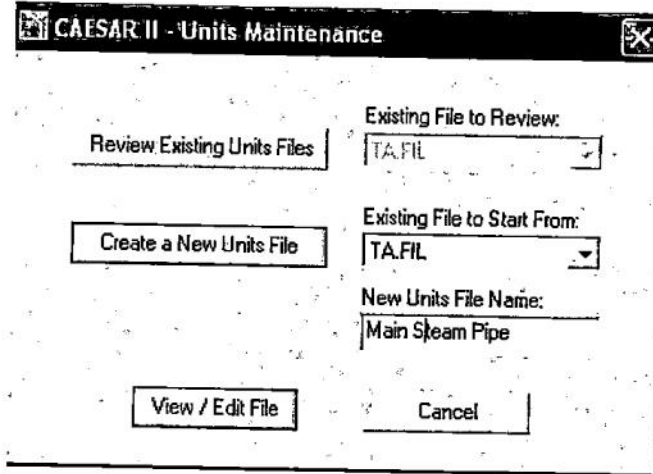 CAESAR II - Units Maintenance
Existing File to Review:
Review Existing Units Files
TA.FIL
Existing File to Start From:
Create a New Units File
TA.FIL
New Units File Name:
Main Steam Pipe
View / Edit File
Cancel